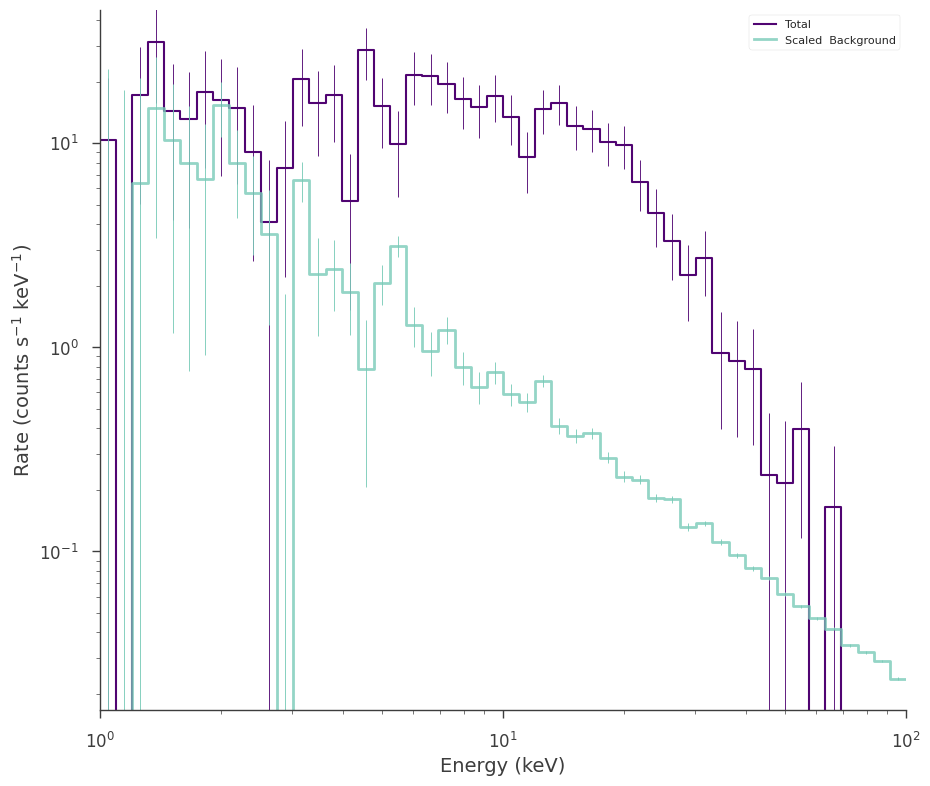 Total
Scaled  Background
Rate (counts s⁻¹ keV⁻¹)
10¹
10⁰
10⁻¹
10⁰
10¹
10²
Energy (keV)